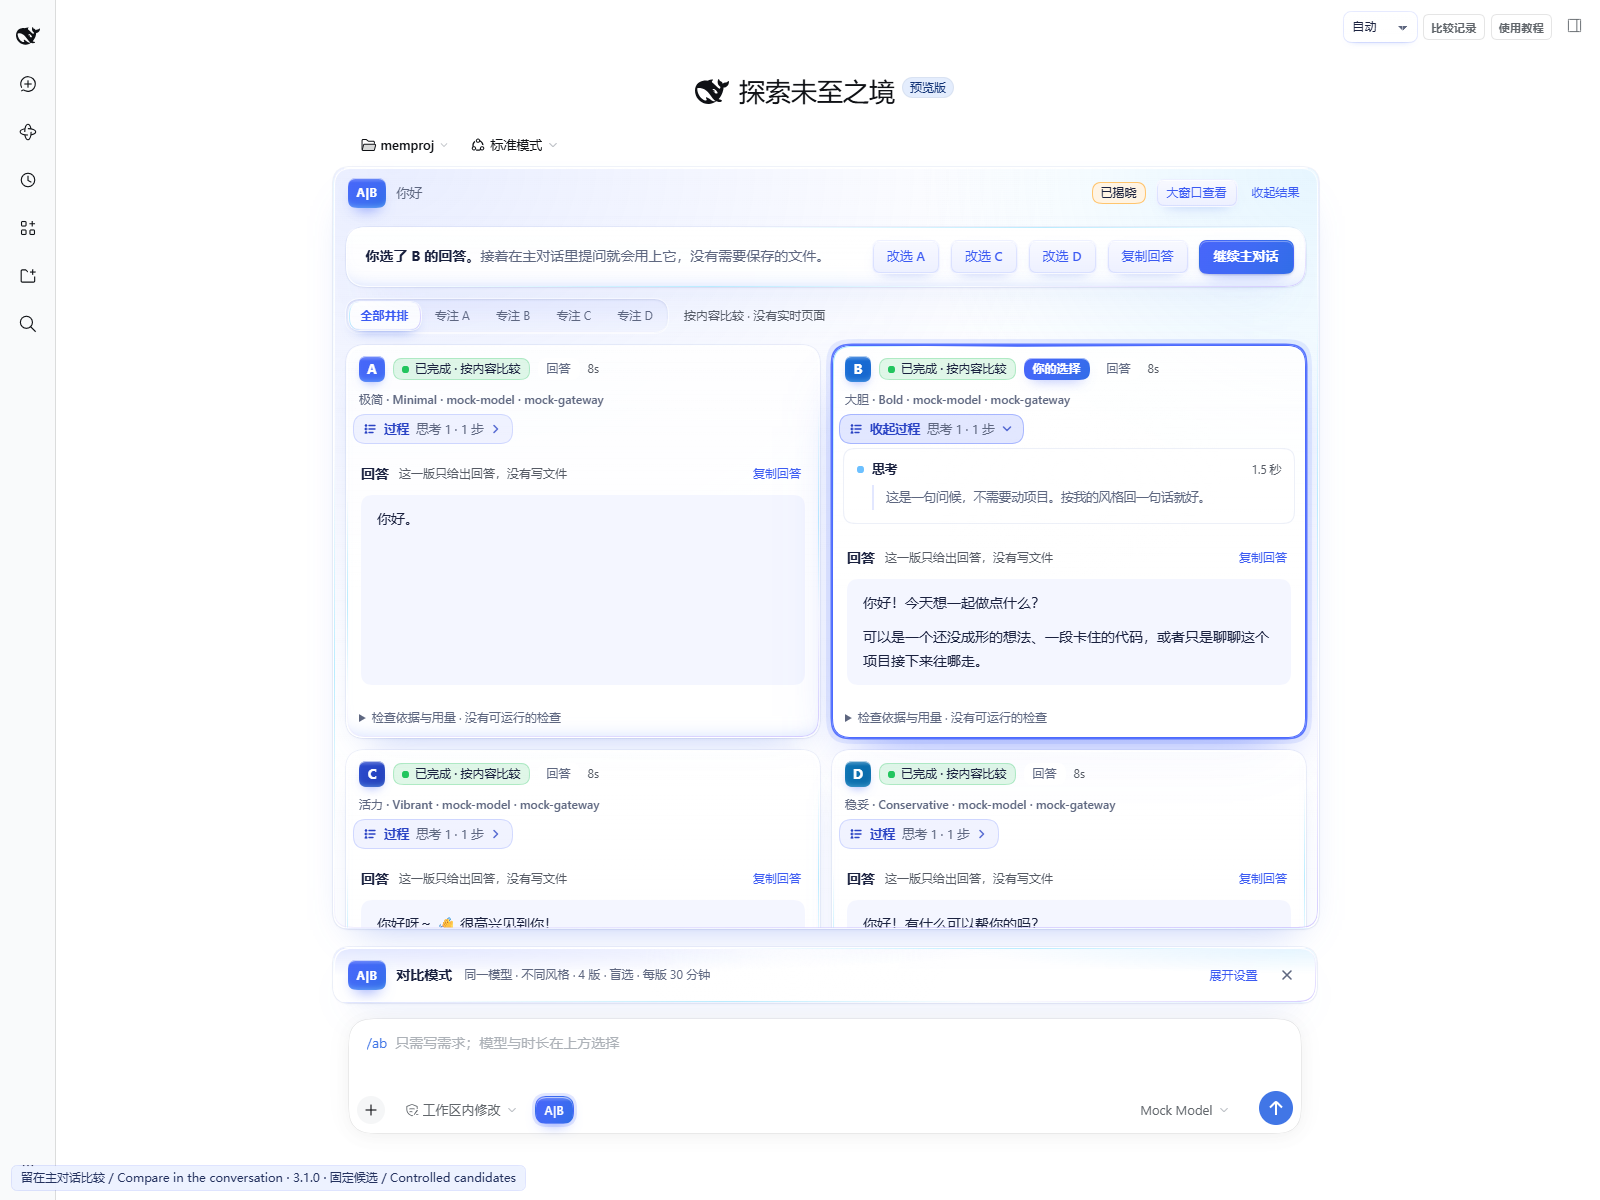 自动
比较记录
使用教程
探索未至之境
预览版
memproj
标准模式
A|B
你好
已揭晓
大窗口查看
收起结果
你选了 B 的回答。接着在主对话里提问就会用上它，没有需要保存的文件。
改选 A
改选 C
改选 D
复制回答
继续主对话
全部并排
专注 A
专注 B
专注 C
专注 D
按内容比较 · 没有实时页面
A
已完成 · 按内容比较
回答
8s
极简 · Minimal · mock-model · mock-gateway
过程 思考 1 · 1 步
回答 这一版只给出回答，没有写文件
复制回答
你好。
检查依据与用量 · 没有可运行的检查
B
已完成 · 按内容比较
你的选择
回答
8s
大胆 · Bold · mock-model · mock-gateway
收起过程 思考 1 · 1 步
思考
1.5 秒
这是一句问候，不需要动项目。按我的风格回一句话就好。
回答 这一版只给出回答，没有写文件
复制回答
你好！今天想一起做点什么？
可以是一个还没成形的想法、一段卡住的代码，或者只是聊聊这个
项目接下来往哪走。
检查依据与用量 · 没有可运行的检查
C
已完成 · 按内容比较
回答
8s
活力 · Vibrant · mock-model · mock-gateway
过程 思考 1 · 1 步
回答 这一版只给出回答，没有写文件
复制回答
你好呀～ 👋 很高兴见到你！
D
已完成 · 按内容比较
回答
8s
稳妥 · Conservative · mock-model · mock-gateway
过程 思考 1 · 1 步
回答 这一版只给出回答，没有写文件
复制回答
你好！有什么可以帮你的吗？
A|B
对比模式
同一模型 · 不同风格 · 4 版 · 盲选 · 每版 30 分钟
展开设置
/ab 只需写需求；模型与时长在上方选择
工作区内修改
A|B
Mock Model
留在主对话比较 / Compare in the conversation · 3.1.0 · 固定候选 / Controlled candidates